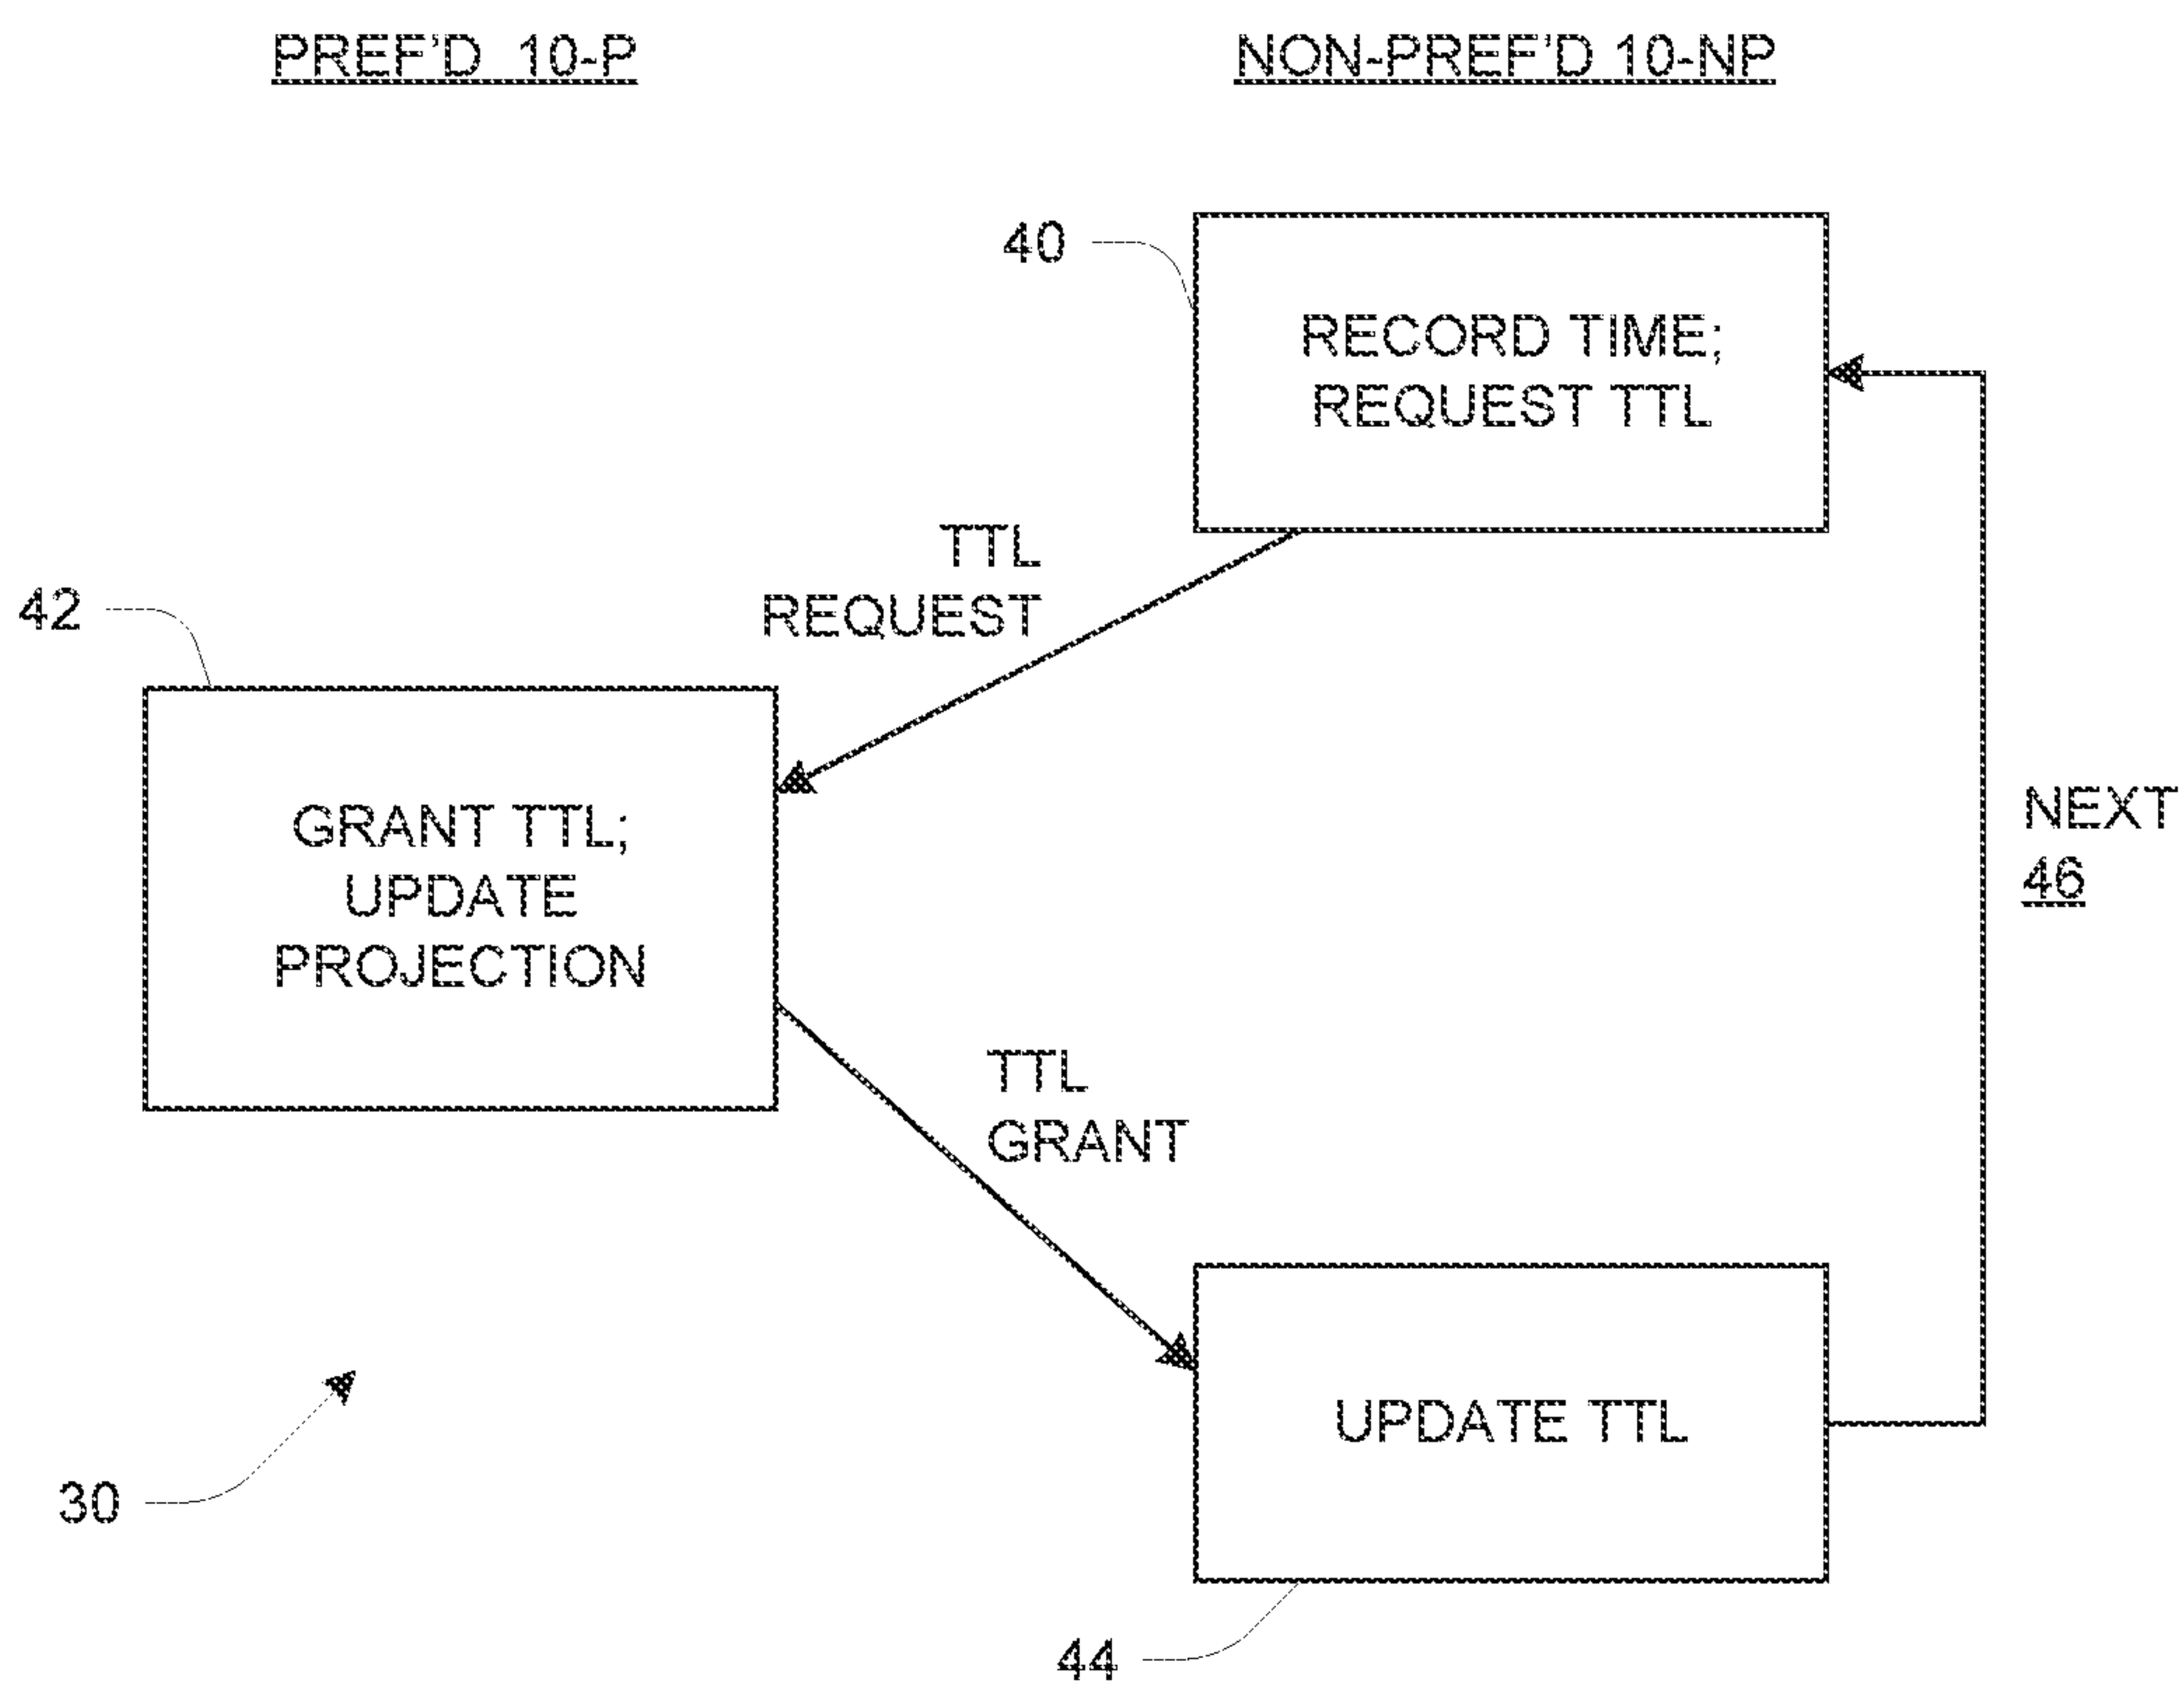 PREF'D 10-P
NON-PREF'D 10-NP
40
RECORD TIME;
REQUEST TTL
TTL
REQUEST
42
GRANT TTL;
UPDATE
PROJECTION
NEXT
46
TTL
GRANT
UPDATE TTL
30
44